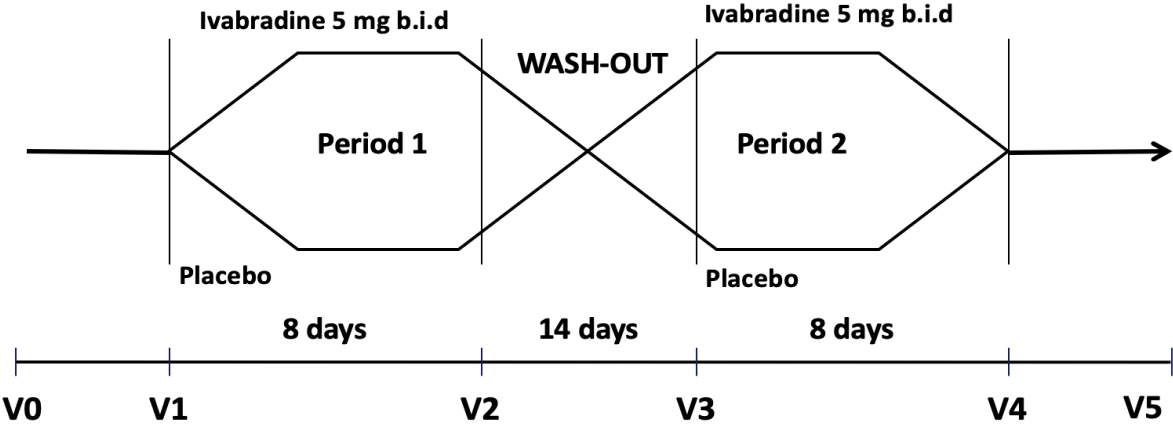 Ivabradine 5 mg b.i.d
Ivabradine 5 mg b.i.d
WASH-OUT
Period 1
Period 2
Placebo
Placebo
8 days
14 days
8 days
V0
V1
V2
V3
V4
V5